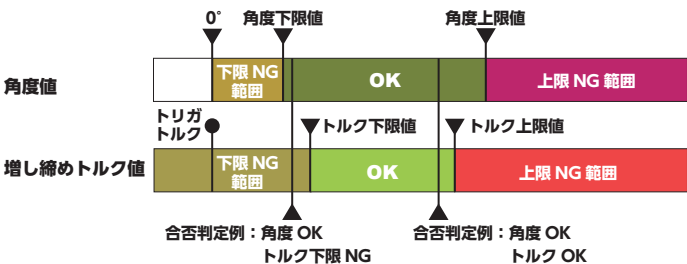 0° 角度下限値 角度上限値
角度値
下限 NG
範囲
OK
上限 NG 範囲
トリガ
トルク
トルク下限値
トルク上限値
増し締めトルク値
下限 NG
範囲
OK
上限 NG 範囲
合否判定例：角度 OK
トルク下限 NG
合否判定例：角度 OK
トルク OK